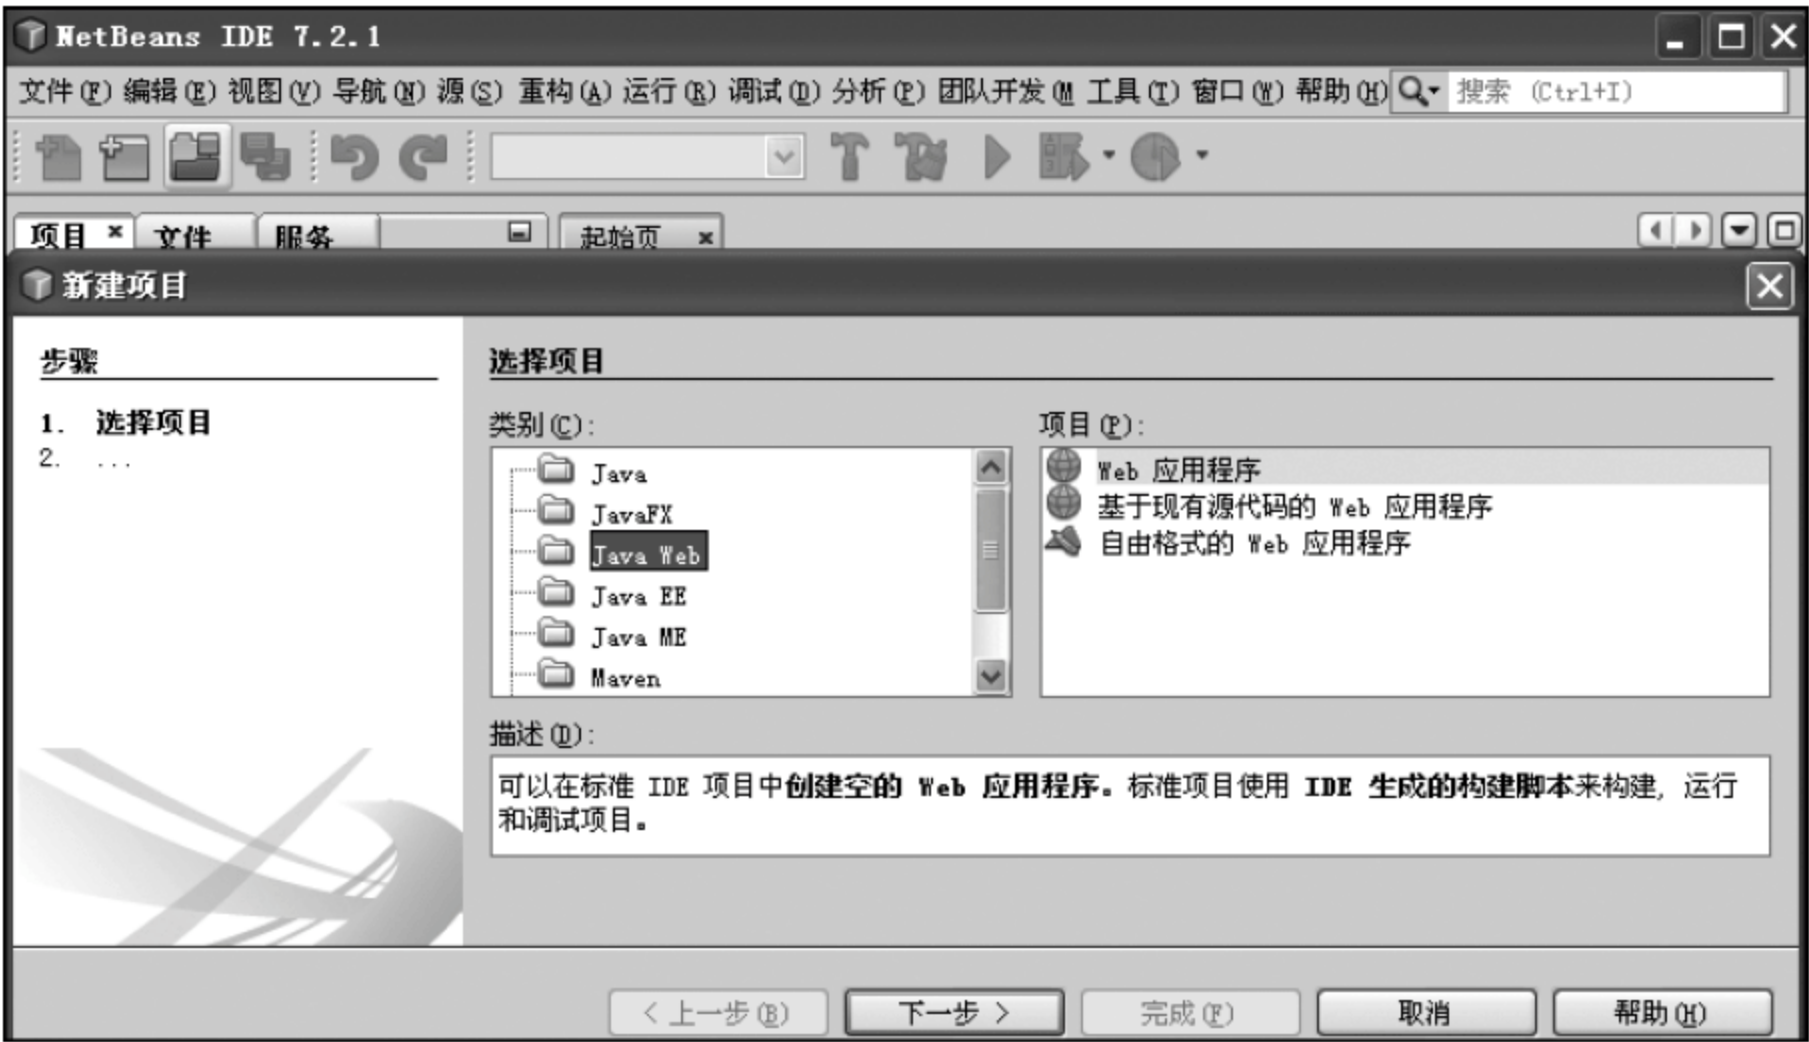 NetBeans IDE 7.2.1
文件(F) 编辑(E) 视图(V) 导航(N) 源(S) 重构(A) 运行(R) 调试(D) 分析(P) 团队开发(M 工具(T) 窗口(W) 帮助(H) 搜索 (Ctrl+I)
项目 文件 服务 起始页
新建项目
步骤
1. 选择项目
2. ...
选择项目
类别(C):
Java
JavaFX
Java Web
Java EE
Java ME
Maven
项目(P):
Web 应用程序
基于现有源代码的 Web 应用程序
自由格式的 Web 应用程序
描述(D):
可以在标准 IDE 项目中创建空的 Web 应用程序。标准项目使用 IDE 生成的构建脚本来构建, 运行
和调试项目。
< 上一步(B) 下一步 > 完成(F) 取消 帮助(H)